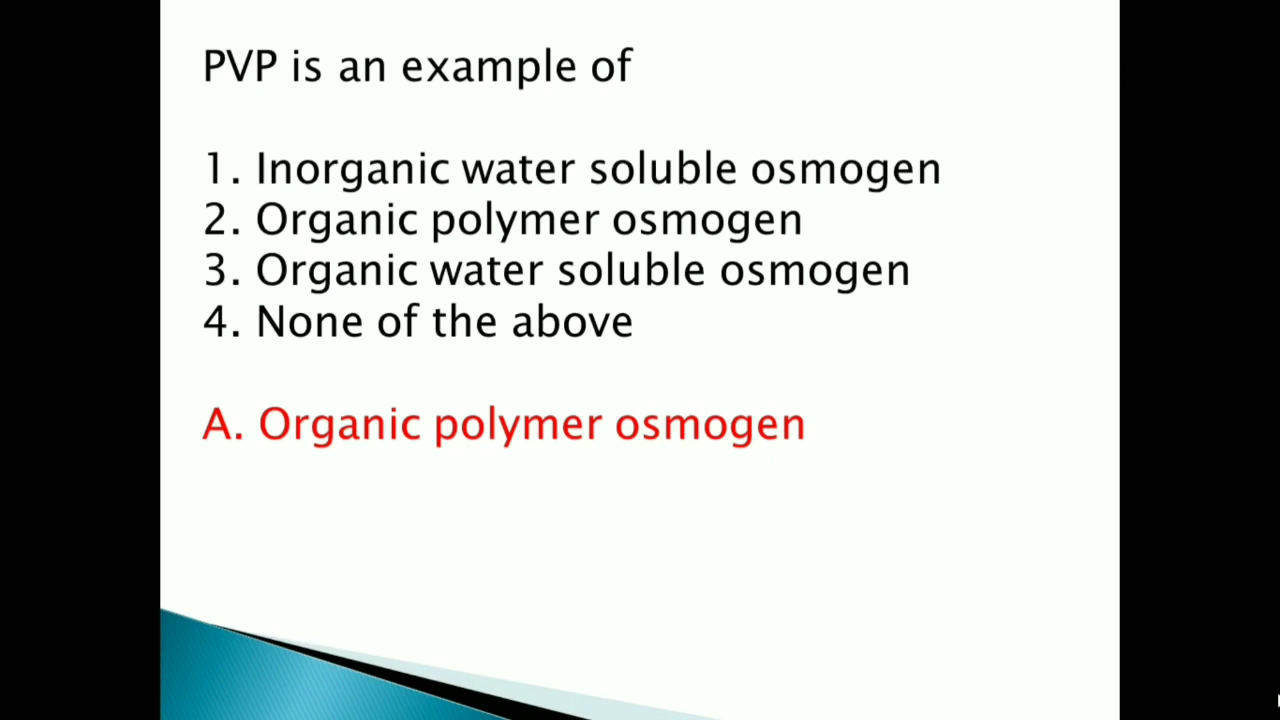 PVP is an example of
1. Inorganic water soluble osmogen
2. Organic polymer osmogen
3. Organic water soluble osmogen
4. None of the above
A. Organic polymer osmogen